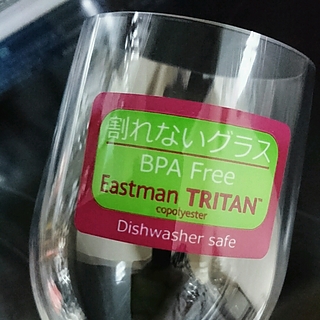 割れないグラス
BPA Free
Eastman TRITAN™
copolyester
Dishwasher safe